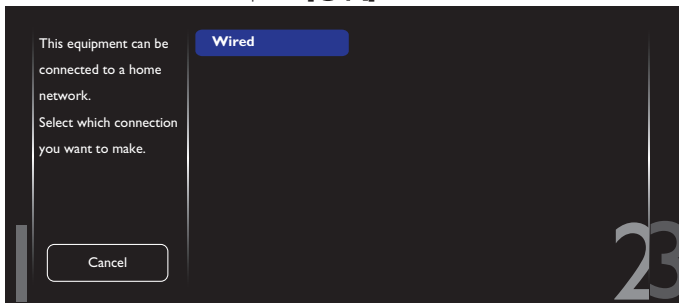 This equipment can be
connected to a home
network.
Select which connection
you want to make.
Wired
Cancel
23